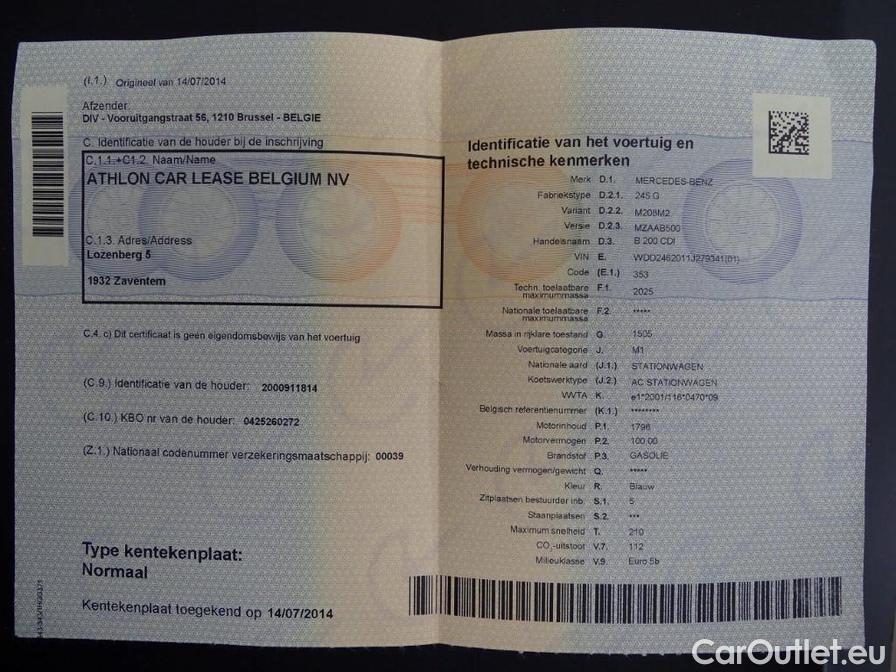 (I.1.) Origineel van 14/07/2014
Afzender:
DIV - Vooruitgangstraat 56, 1210 Brussel - BELGIE
C. Identificatie van de houder bij de inschrijving
C.1.1.+C1.2. Naam/Name
ATHLON CAR LEASE BELGIUM NV
C.1.3. Adres/Address
Lozenberg 5
1932 Zaventem
C.4. c) Dit certificaat is geen eigendomsbewijs van het voertuig
(C.9.) Identificatie van de houder: 2000911814
(C.10.) KBO nr van de houder: 0425260272
(Z.1.) Nationaal codenummer verzekeringsmaatschappij: 00039
Type kentekenplaat:
Normaal
Kentekenplaat toegekend op 14/07/2014
Identificatie van het voertuig en
technische kenmerken
Merk D.1. MERCEDES-BENZ
Fabriekstype D.2.1. 245 G
Variant D.2.2. M208M2
Versie D.2.3. MZAAB500
Handelsnaam D.3. B 200 CDI
VIN E. WDD2462011J279341(01)
Code (E.1.) 353
Techn. toelaatbare
maximummassa F.1. 2025
Nationale toelaatbare
maximummassa F.2. *****
Massa in rijklare toestand G. 1505
Voertuigcategorie J. M1
Nationale aard (J.1.) STATIONWAGEN
Koetswerktype (J.2.) AC STATIONWAGEN
VVTA K. e1*2001/116*0470*09
Belgisch referentienummer (K.1.) ********
Motorinhoud P.1. 1796
Motorvermogen P.2. 100.00
Brandstof P.3. GASOLIE
Verhouding vermogen/gewicht Q. *****
Kleur R. Blauw
Zitplaatsen bestuurder inb. S.1. 5
Staanplaatsen S.2. ***
Maximum snelheid T. 210
CO₂-uitstoot V.7. 112
Milieuklasse V.9. Euro 5b
CarOutlet.eu